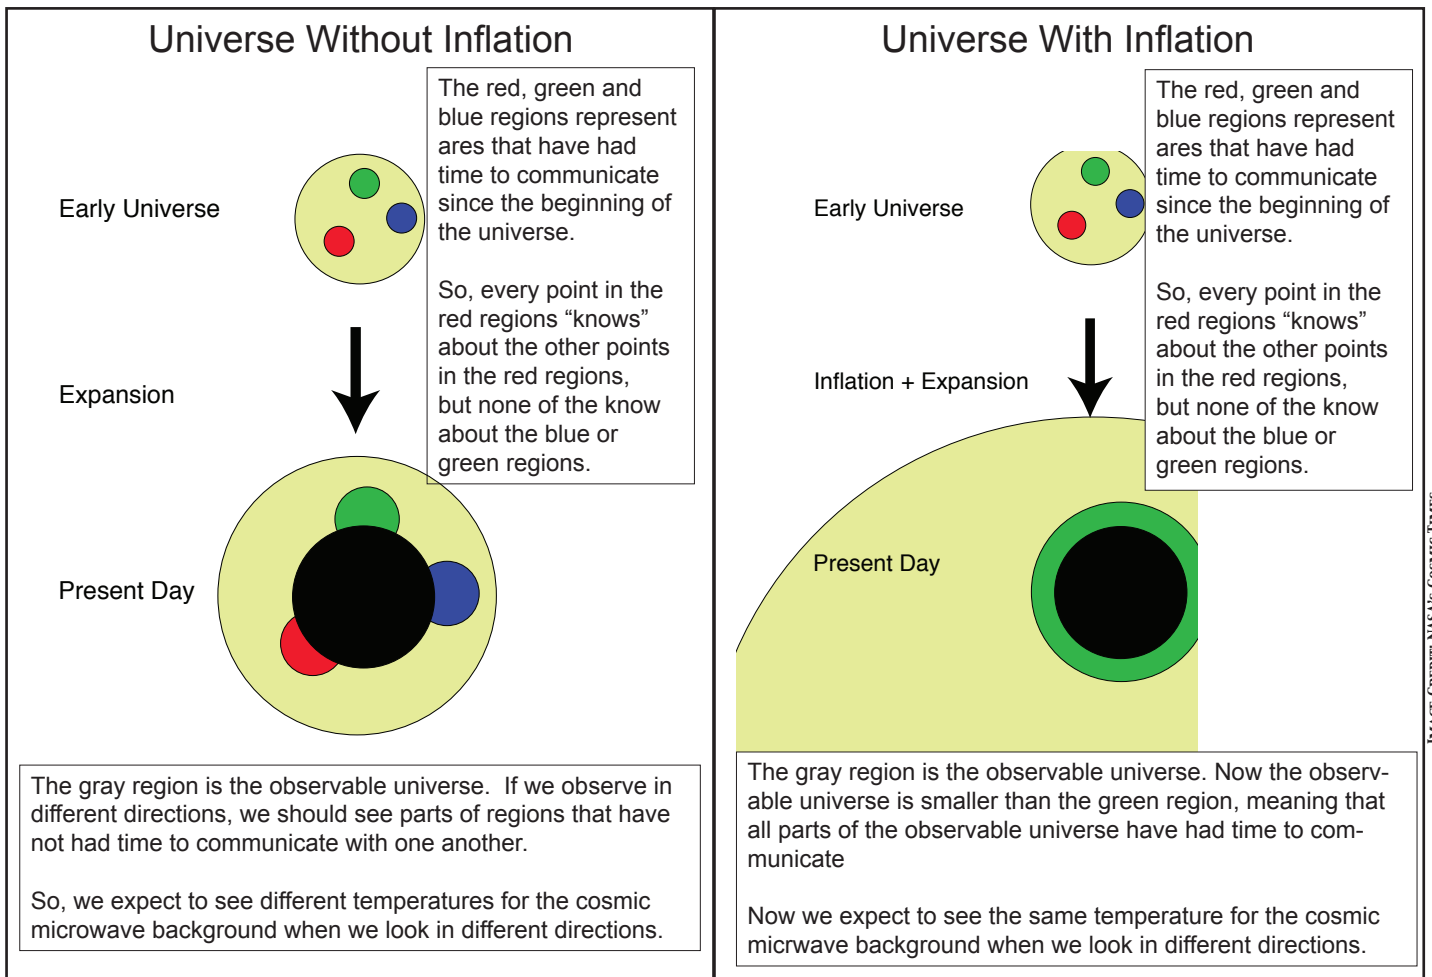 Universe Without Inflation
The red, green and
blue regions represent
ares that have had
time to communicate
since the beginning of
the universe.
So, every point in the
red regions “knows”
about the other points
in the red regions,
but none of the know
about the blue or
green regions.
Early Universe
Expansion
Present Day
The gray region is the observable universe.  If we observe in
different directions, we should see parts of regions that have
not had time to communicate with one another.
So, we expect to see different temperatures for the cosmic
microwave background when we look in different directions.
Universe With Inflation
The red, green and
blue regions represent
ares that have had
time to communicate
since the beginning of
the universe.
So, every point in the
red regions “knows”
about the other points
in the red regions,
but none of the know
about the blue or
green regions.
Early Universe
Inflation + Expansion
Present Day
The gray region is the observable universe. Now the observ-
able universe is smaller than the green region, meaning that
all parts of the observable universe have had time to com-
municate
Now we expect to see the same temperature for the cosmic
micrwave background when we look in different directions.
IMAGE CREDIT: NASA's COSMIC TIMES